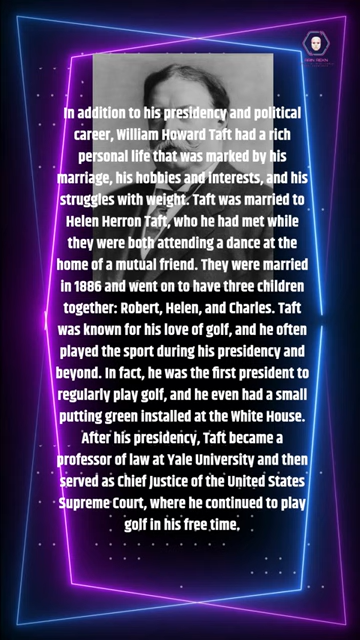 In addition to his presidency and political
career, William Howard Taft had a rich
personal life that was marked by his
marriage, his hobbies and interests, and his
struggles with weight. Taft was married to
Helen Herron Taft, who he had met while
they were both attending a dance at the
home of a mutual friend. They were married
in 1886 and went on to have three children
together: Robert, Helen, and Charles. Taft
was known for his love of golf, and he often
played the sport during his presidency and
beyond. In fact, he was the first president to
regularly play golf, and he even had a small
putting green installed at the White House.
After his presidency, Taft became a
professor of law at Yale University and then
served as Chief Justice of the United States
Supreme Court, where he continued to play
golf in his free time.